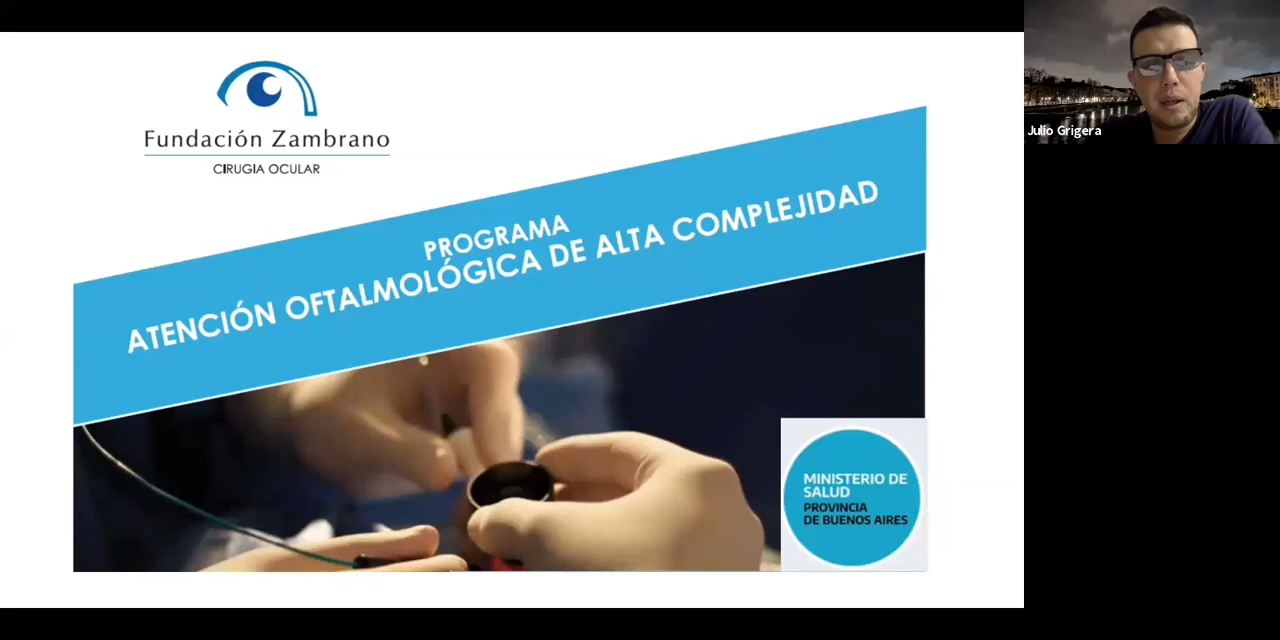 Fundación Zambrano
CIRUGIA OCULAR
PROGRAMA
ATENCIÓN OFTALMOLÓGICA DE ALTA COMPLEJIDAD
MINISTERIO DE
SALUD
PROVINCIA
DE BUENOS AIRES
Julio Grigera